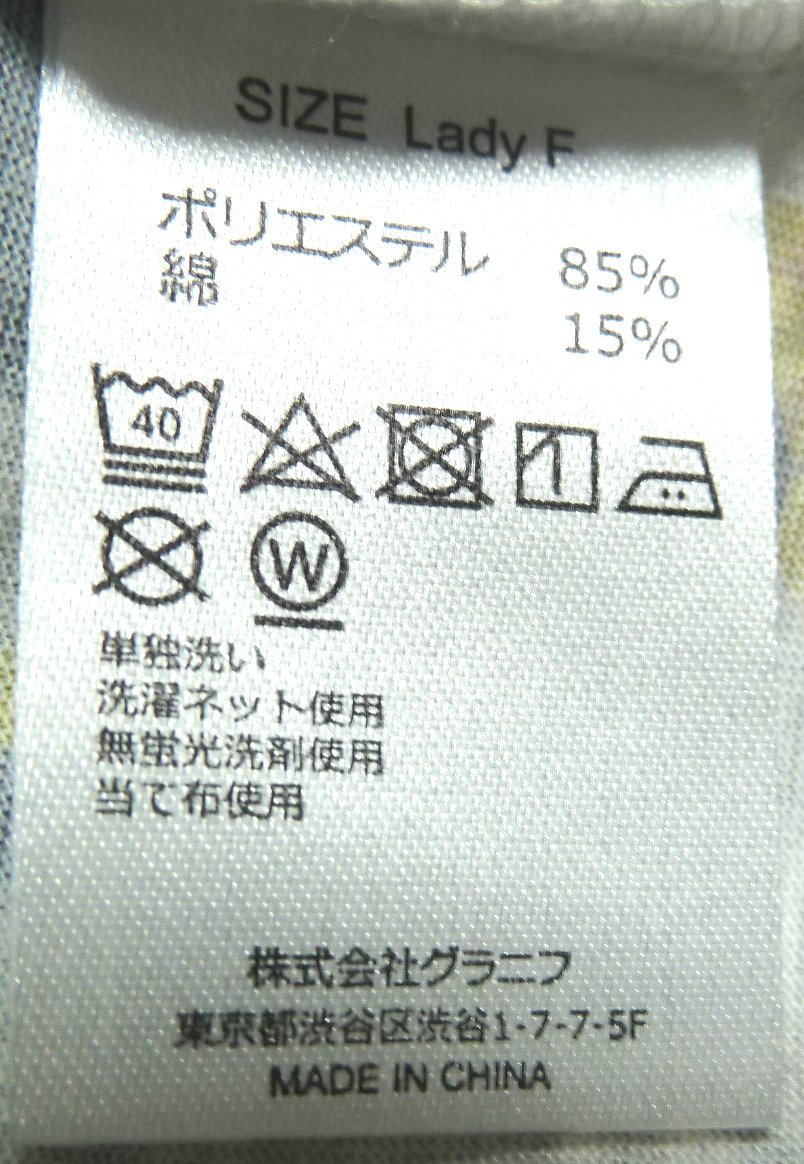 SIZE Lady F
ポリエステル 85%
綿 15%
40
W
単独洗い
洗濯ネット使用
無蛍光洗剤使用
当て布使用
株式会社グラニフ
東京都渋谷区渋谷1-7-7-5F
MADE IN CHINA